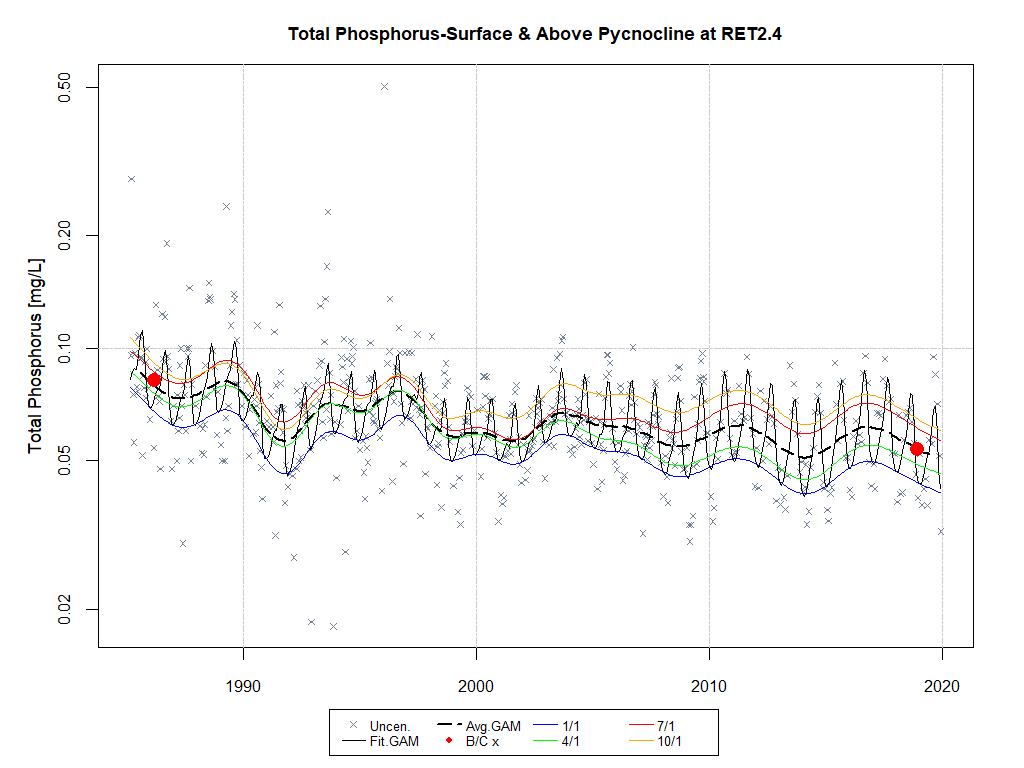 Total Phosphorus-Surface & Above Pycnocline at RET2.4
Total Phosphorus [mg/L]
0.50
0.20
0.10
0.05
0.02
1990 2000 2010 2020
Uncen. Avg.GAM 1/1 7/1
Fit.GAM B/C x 4/1 10/1